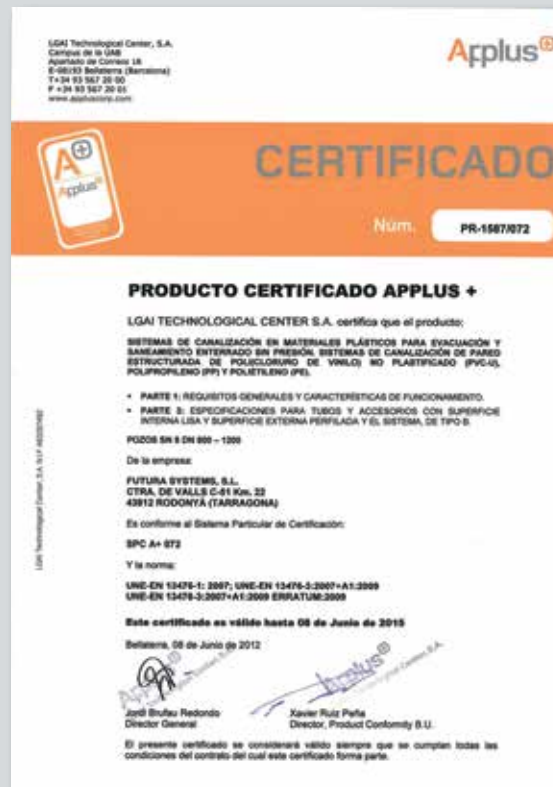 LGAI Technological Center, S.A.
Campus de la UAB
Apartado de Correos 18
E-08193 Bellaterra (Barcelona)
T +34 93 567 20 00
F +34 93 567 20 01
www.appluscorp.com
Applus+
A+
Applus+
CERTIFICADO
Núm. PR-1587/072
PRODUCTO CERTIFICADO APPLUS +
LGAI TECHNOLOGICAL CENTER S.A. certifica que el producto:
SISTEMAS DE CANALIZACIÓN EN MATERIALES PLÁSTICOS PARA EVACUACIÓN Y
SANEAMIENTO ENTERRADO SIN PRESIÓN. SISTEMAS DE CANALIZACIÓN DE PARED
ESTRUCTURADA DE POLI(CLORURO DE VINILO) NO PLASTIFICADO (PVC-U),
POLIPROPILENO (PP) Y POLIETILENO (PE).
• PARTE 1: REQUISITOS GENERALES Y CARACTERÍSTICAS DE FUNCIONAMIENTO.
• PARTE 3: ESPECIFICACIONES PARA TUBOS Y ACCESORIOS CON SUPERFICIE
INTERNA LISA Y SUPERFICIE EXTERNA PERFILADA Y EL SISTEMA, DE TIPO B.
POZOS SN 8 DN 800 – 1200
De la empresa:
FUTURA SYSTEMS, S.L.
CTRA. DE VALLS C-51 Km. 22
43812 RODONYÀ (TARRAGONA)
Es conforme al Sistema Particular de Certificación:
SPC A+ 072
Y la norma:
UNE-EN 13476-1: 2007; UNE-EN 13476-3:2007+A1:2009
UNE-EN 13476-3:2007+A1:2009 ERRATUM:2009
Este certificado es válido hasta 08 de Junio de 2015
Bellaterra, 08 de Junio de 2012
Jordi Brufau Redondo
Director General
Xavier Ruiz Peña
Director, Product Conformity B.U.
El presente certificado se considerará válido siempre que se cumplan todas las
condiciones del contrato del cual este certificado forma parte.
LGAI Technological Center, S.A.